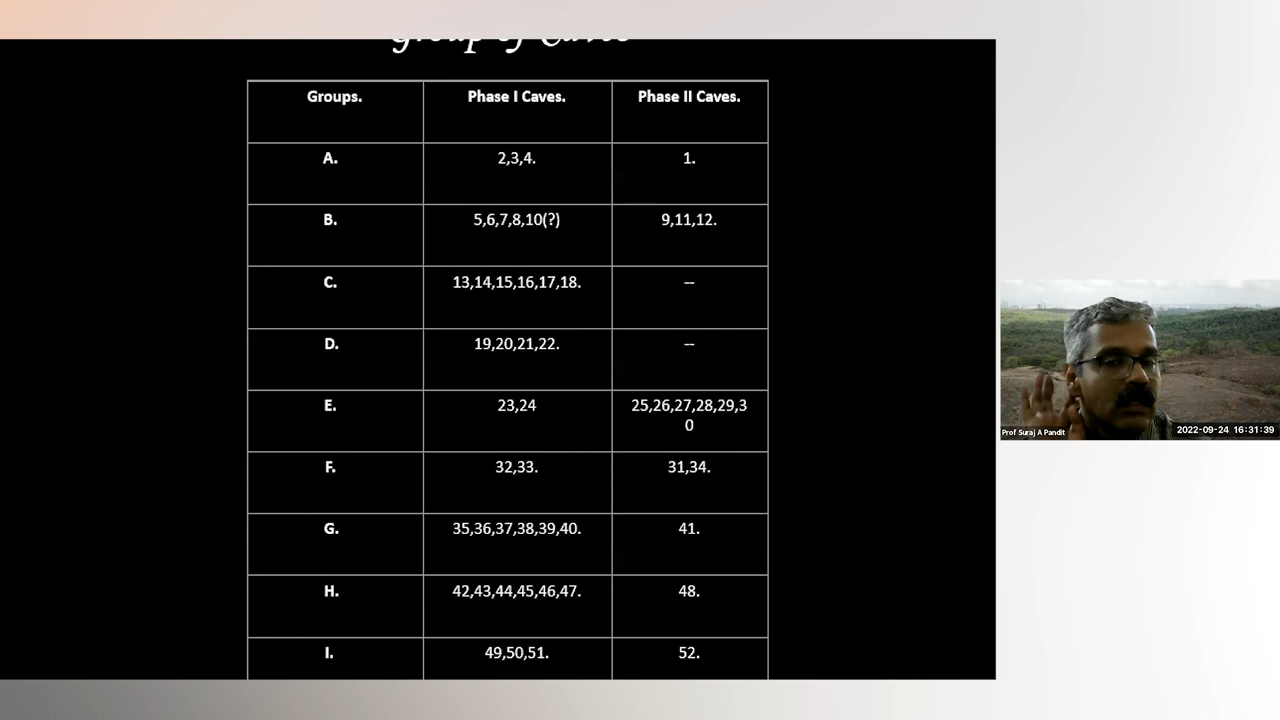 Group of Caves
Groups. Phase I Caves. Phase II Caves.
A. 2,3,4. 1.
B. 5,6,7,8,10(?) 9,11,12.
C. 13,14,15,16,17,18. --
D. 19,20,21,22. --
E. 23,24 25,26,27,28,29,3
0
F. 32,33. 31,34.
G. 35,36,37,38,39,40. 41.
H. 42,43,44,45,46,47. 48.
I. 49,50,51. 52.
Prof Suraj A Pandit 2022-09-24 16:31:39